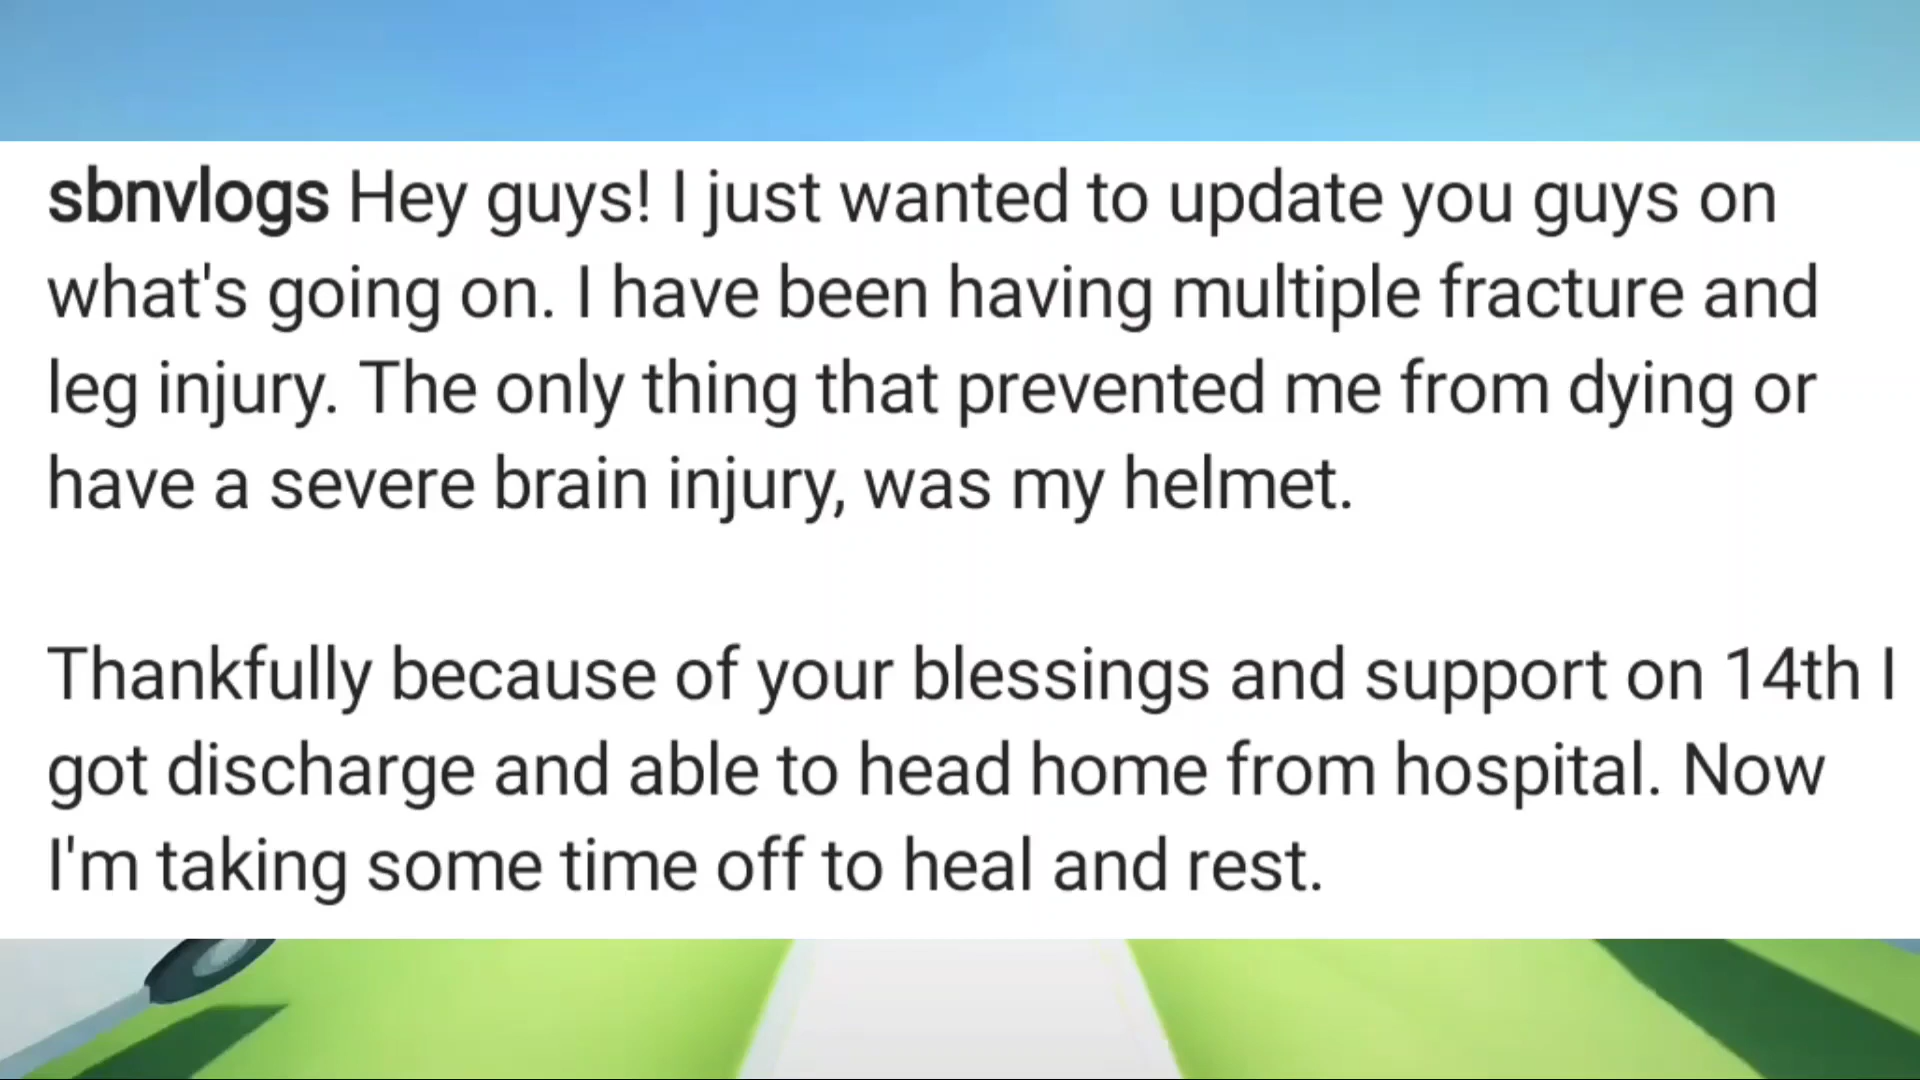 sbnvlogs Hey guys! I just wanted to update you guys on
what's going on. I have been having multiple fracture and
leg injury. The only thing that prevented me from dying or
have a severe brain injury, was my helmet.
Thankfully because of your blessings and support on 14th I
got discharge and able to head home from hospital. Now
I'm taking some time off to heal and rest.